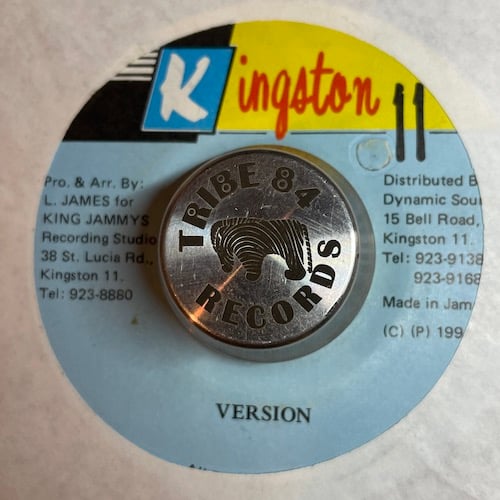 Kingston 11
Pro. & Arr. By:
L. JAMES for
KING JAMMYS
Recording Studio
38 St. Lucia Rd.,
Kingston 11.
Tel: 923-8880
TRIBE 84
RECORDS
Distributed B
Dynamic Sou
15 Bell Road,
Kingston 11.
Tel: 923-9138
923-9168
Made in Jam
(C) (P) 199
VERSION